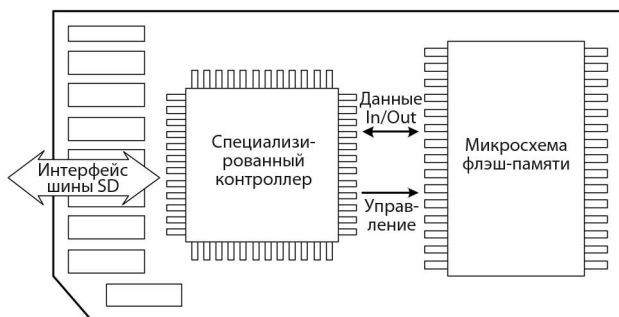 Интерфейс
шины SD
Специализи-
рованный
контроллер
Данные
In/Out
Управ-
ление
Микросхема
флэш-памяти